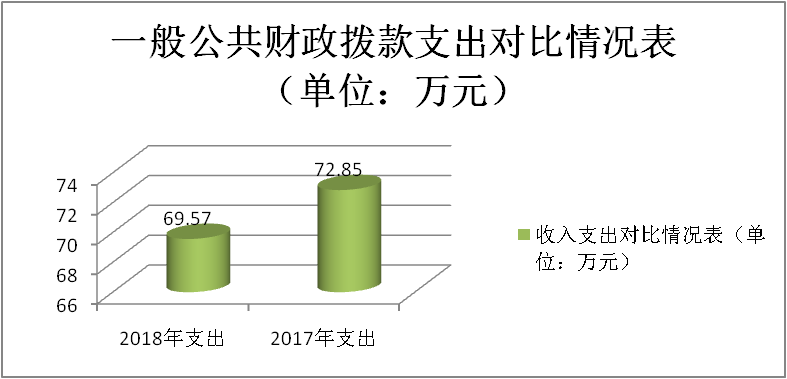 一般公共财政拨款支出对比情况表
（单位：万元）
72.85
69.57
74
72
70
68
66
2018年支出
2017年支出
收入支出对比情况表（单
位：万元）